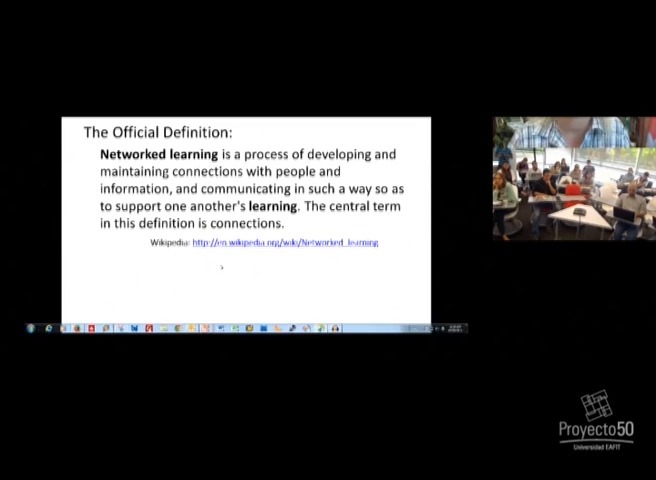 The Official Definition:
Networked learning is a process of developing and
maintaining connections with people and
information, and communicating in such a way so as
to support one another's learning. The central term
in this definition is connections.
Wikipedia: http://en.wikipedia.org/wiki/Networked_learning
Proyecto50
Universidad EAFIT